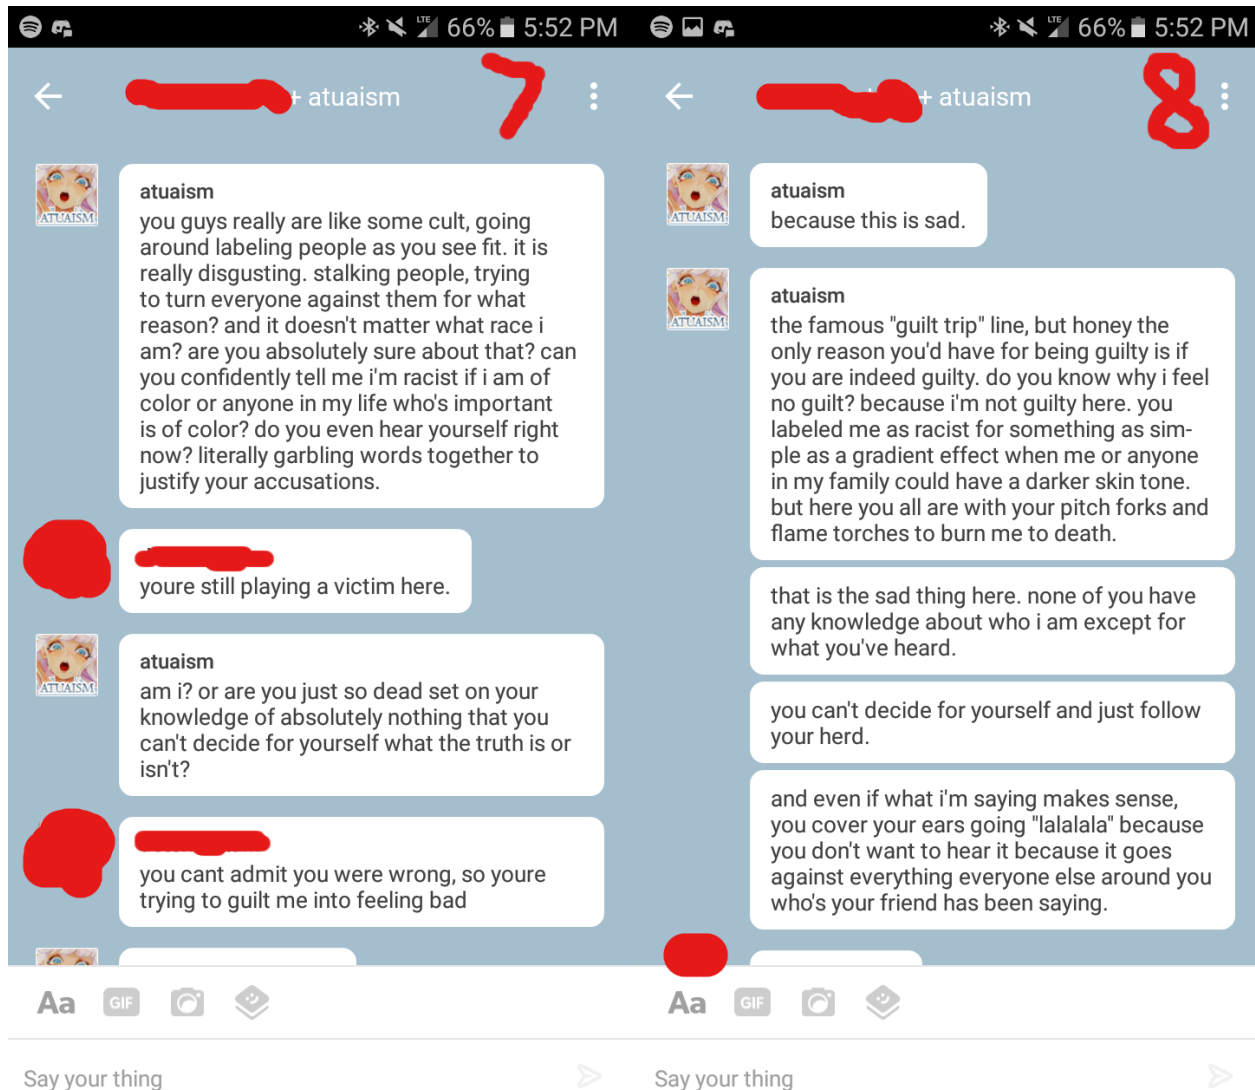 66% 5:52 PM
+ atuaism
7
atuaism
you guys really are like some cult, going
around labeling people as you see fit. it is
really disgusting. stalking people, trying
to turn everyone against them for what
reason? and it doesn't matter what race i
am? are you absolutely sure about that? can
you confidently tell me i'm racist if i am of
color or anyone in my life who's important
is of color? do you even hear yourself right
now? literally garbling words together to
justify your accusations.
ATUAISM
youre still playing a victim here.
atuaism
am i? or are you just so dead set on your
knowledge of absolutely nothing that you
can't decide for yourself what the truth is or
isn't?
ATUAISM
you cant admit you were wrong, so youre
trying to guilt me into feeling bad
Aa GIF
Say your thing
LTE 66% 5:52 PM
+ atuaism
8
atuaism
because this is sad.
ATUAISM
atuaism
the famous "guilt trip" line, but honey the
only reason you'd have for being guilty is if
you are indeed guilty. do you know why i feel
no guilt? because i'm not guilty here. you
labeled me as racist for something as sim-
ple as a gradient effect when me or anyone
in my family could have a darker skin tone.
but here you all are with your pitch forks and
flame torches to burn me to death.
ATUAISM
that is the sad thing here. none of you have
any knowledge about who i am except for
what you've heard.
you can't decide for yourself and just follow
your herd.
and even if what i'm saying makes sense,
you cover your ears going "lalalala" because
you don't want to hear it because it goes
against everything everyone else around you
who's your friend has been saying.
Aa GIF
Say your thing